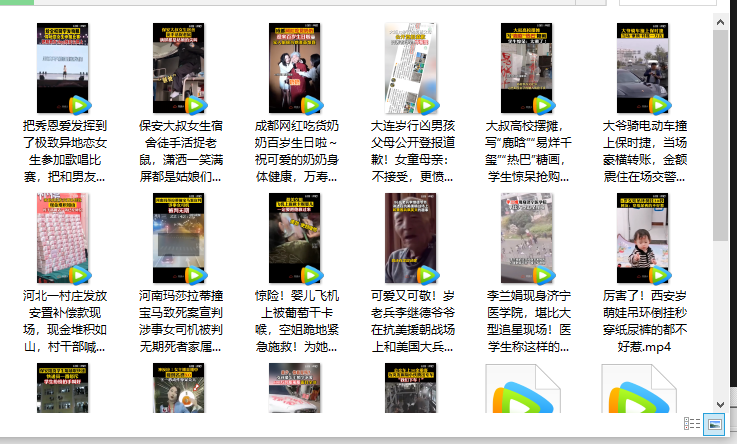 把秀恩爱发挥到
了极致异地恋女
生参加歌唱比
赛，把和男友...
保安大叔女生宿
舍徒手活捉老
鼠，潇洒一笑满
屏都是姑娘们...
成都网红吃货奶
奶百岁生日啦～
祝可爱的奶奶身
体健康，万寿...
大连岁行凶男孩
父母公开登报道
歉！女童母亲：
不接受，更愤...
大叔高校摆摊，
写“鹿晗”“易烊千
玺”“热巴”糖画，
学生惊呆抢购...
大爷骑电动车撞
上保时捷，当场
豪横转账，金额
震住在场交警...
河北一村庄发放
安置补偿款现
场，现金堆积如
山，村干部喊...
河南玛莎拉蒂撞
宝马致死案宣判
涉事女司机被判
无期死者家属...
惊险！婴儿飞机
上被葡萄干卡
喉，空姐跪地紧
急施救！为她...
可爱又可敬！岁
老兵李继德爷爷
在抗美援朝战场
上和美国大兵...
李兰娟现身济宁
医学院，堪比大
型追星现场！医
学生称这样的...
厉害了！西安岁
萌娃吊环倒挂秒
穿纸尿裤的都不
好惹.mp4